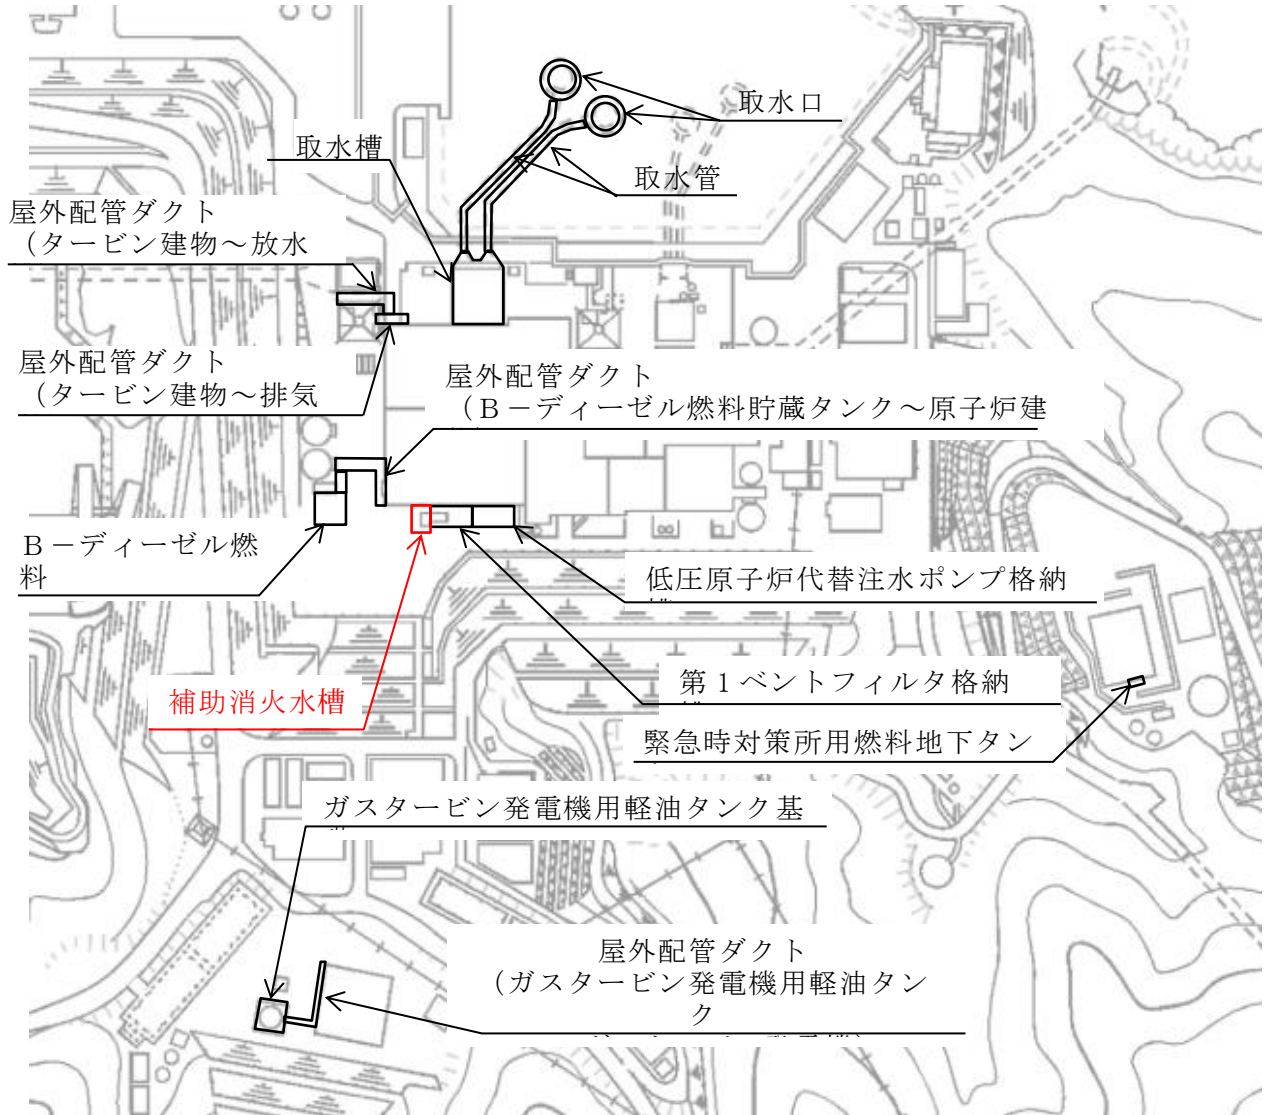 取水口
取水槽
取水管
屋外配管ダクト
（タービン建物～放水
屋外配管ダクト
（タービン建物～排気
屋外配管ダクト
（Ｂ－ディーゼル燃料貯蔵タンク～原子炉建
Ｂ－ディーゼル燃
料
低圧原子炉代替注水ポンプ格納
補助消火水槽
第１ベントフィルタ格納
緊急時対策所用燃料地下タン
ガスタービン発電機用軽油タンク基
屋外配管ダクト
（ガスタービン発電機用軽油タン
ク